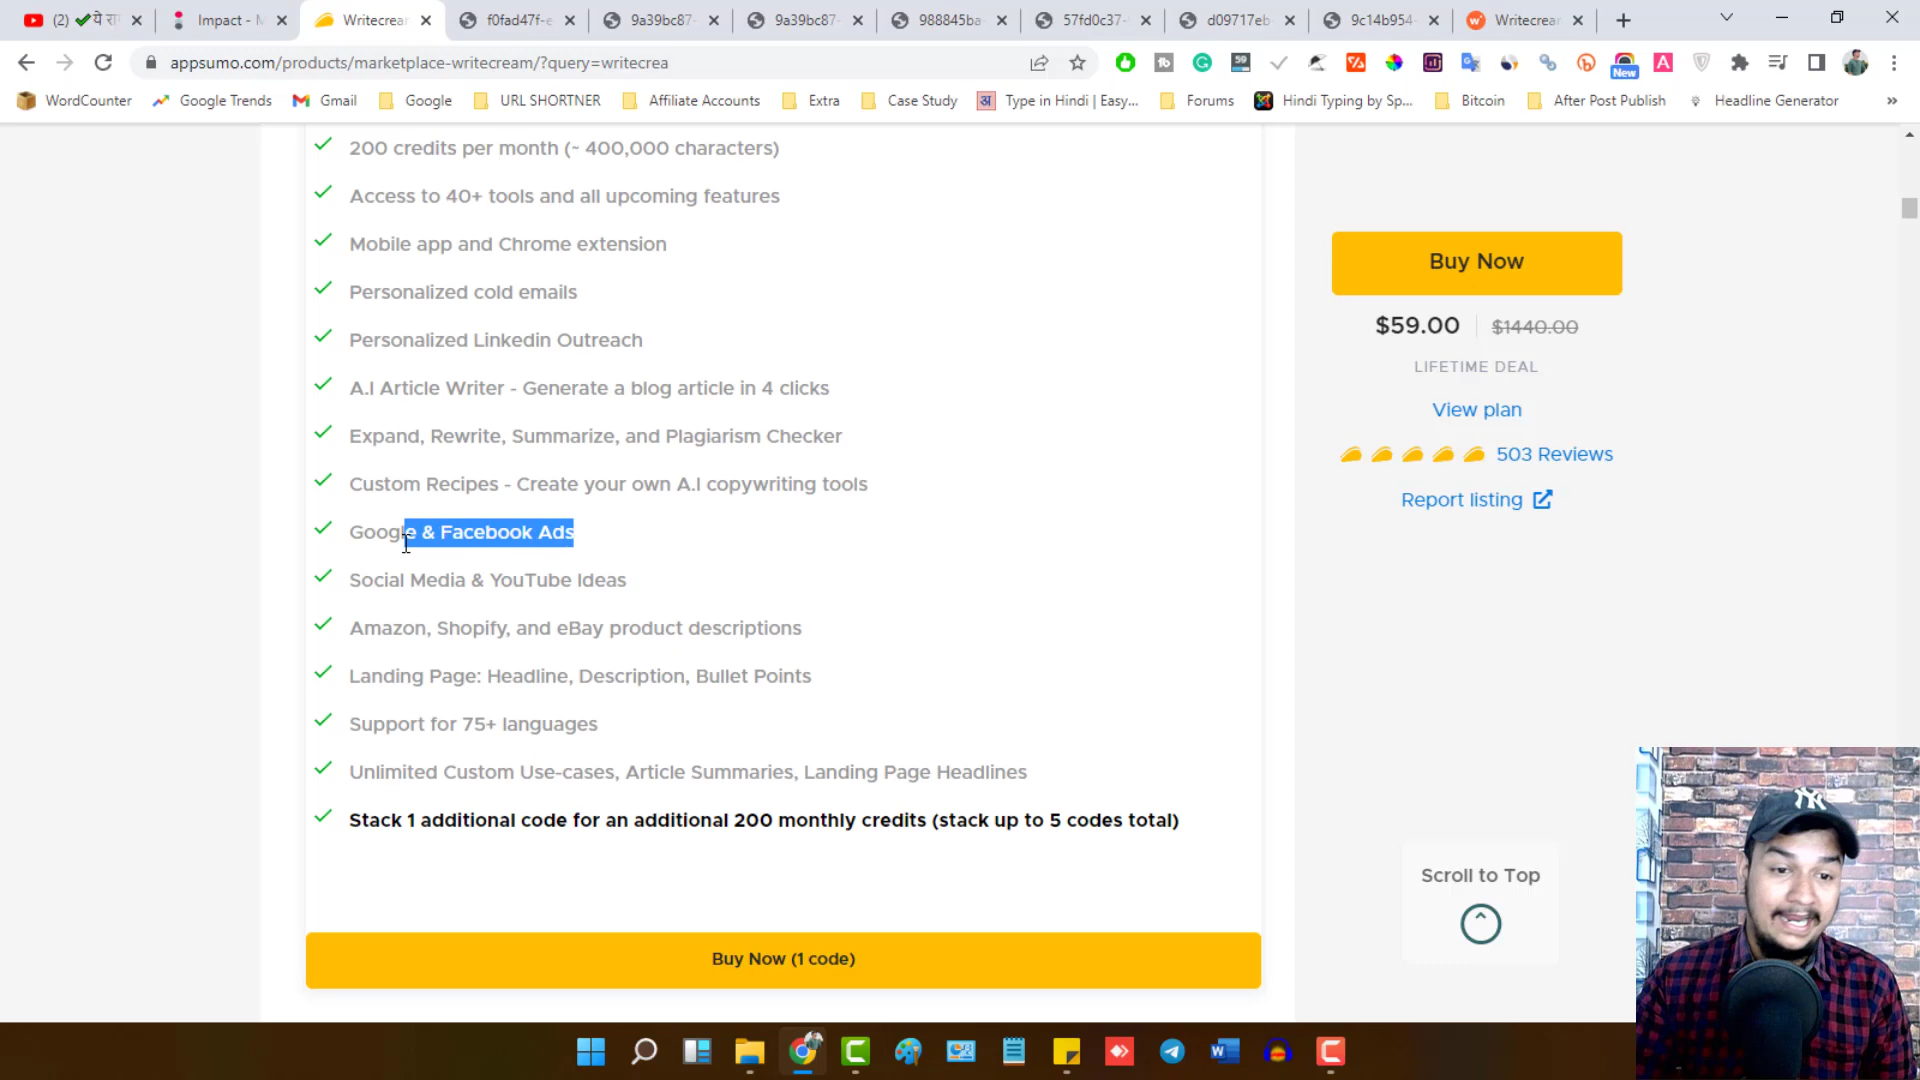 (2) ✔ये रा
Impact - M
Writecrea
f0fad47f-e
9a39bc87-
9a39bc87-
988845ba-
57fd0c37-
d09717eb-
9c14b954-
Writecrea
appsumo.com/products/marketplace-writecream/?query=writecrea
59
New
WordCounter
Google Trends
Gmail
Google
URL SHORTNER
Affiliate Accounts
Extra
Case Study
Type in Hindi | Easy...
Forums
Hindi Typing by Sp...
Bitcoin
After Post Publish
Headline Generator
»
200 credits per month (~ 400,000 characters)
Access to 40+ tools and all upcoming features
Mobile app and Chrome extension
Personalized cold emails
Personalized Linkedin Outreach
A.I Article Writer - Generate a blog article in 4 clicks
Expand, Rewrite, Summarize, and Plagiarism Checker
Custom Recipes - Create your own A.I copywriting tools
Google & Facebook Ads
Social Media & YouTube Ideas
Amazon, Shopify, and eBay product descriptions
Landing Page: Headline, Description, Bullet Points
Support for 75+ languages
Unlimited Custom Use-cases, Article Summaries, Landing Page Headlines
Stack 1 additional code for an additional 200 monthly credits (stack up to 5 codes total)
Buy Now (1 code)
Buy Now
$59.00 $1440.00
LIFETIME DEAL
View plan
503 Reviews
Report listing
Scroll to Top